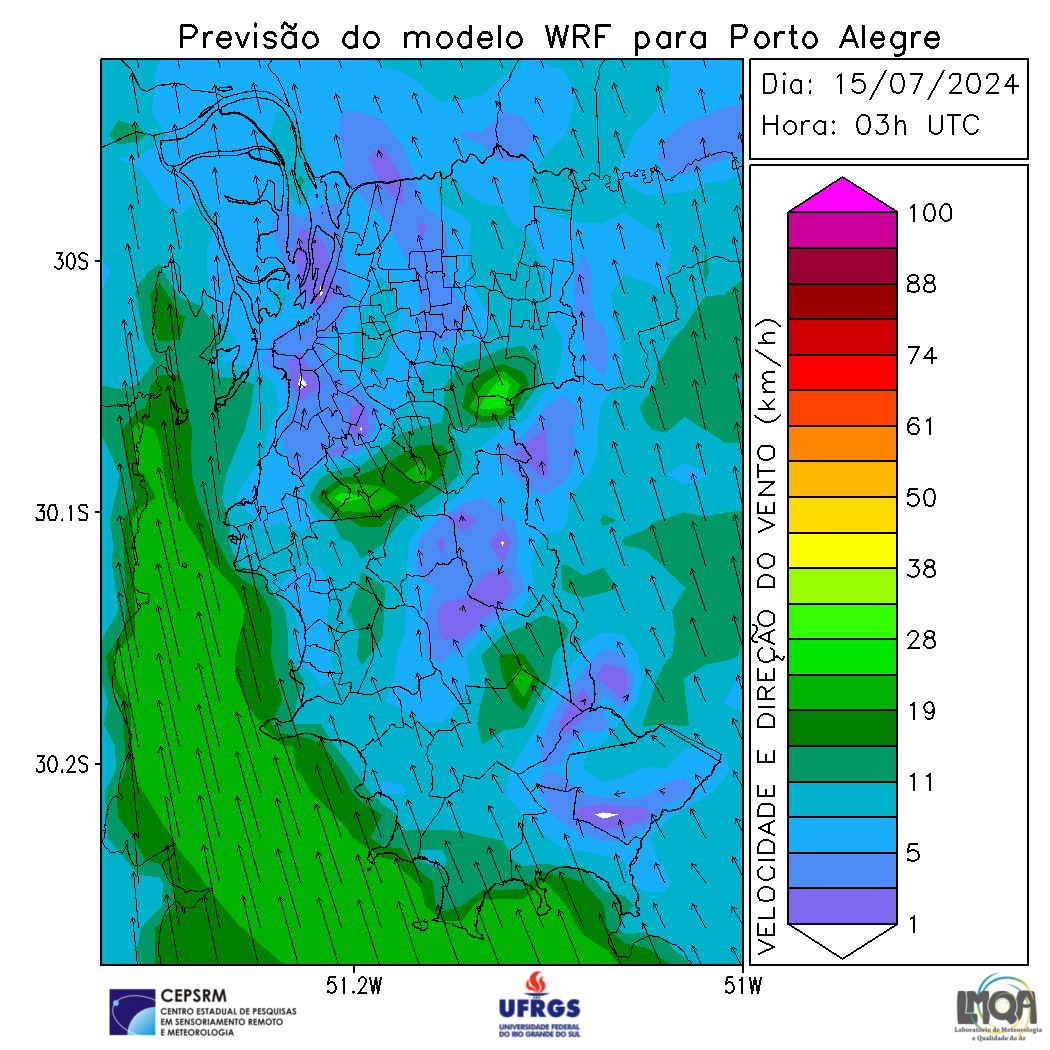 Previsão do modelo WRF para Porto Alegre
Dia: 15/07/2024
Hora: 03h UTC
30S
30.1S
30.2S
51.2W
51W
VELOCIDADE E DIREÇÃO DO VENTO (km/h)
100
88
74
61
50
38
28
19
11
5
1
CEPSRM
CENTRO ESTADUAL DE PESQUISAS
EM SENSORIAMENTO REMOTO
E METEOROLOGIA
UFRGS
UNIVERSIDADE FEDERAL
DO RIO GRANDE DO SUL
LMQA
Laboratório de Meteorologia
e Qualidade do Ar